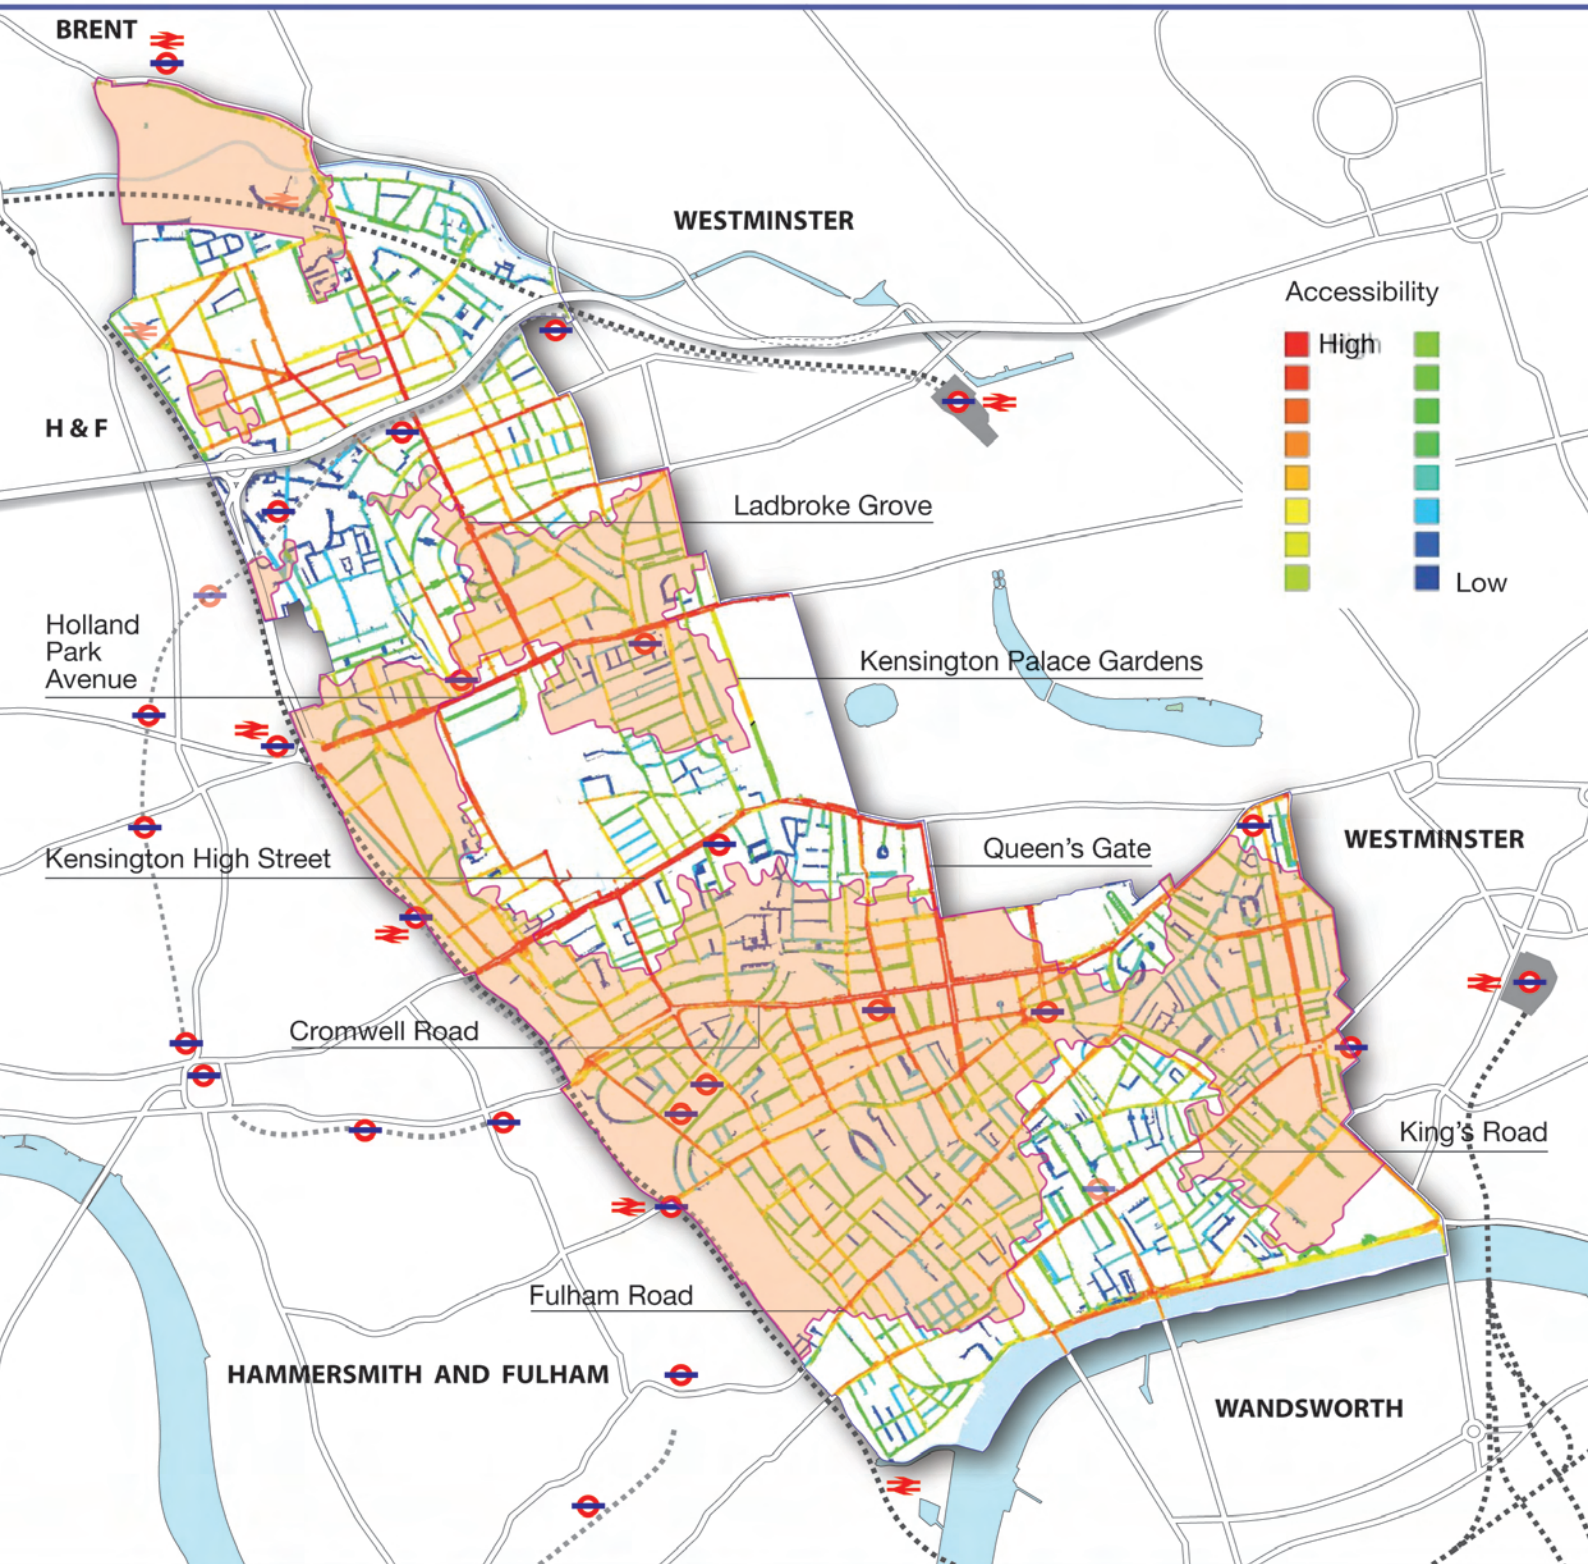 BRENT
WESTMINSTER
Accessibility
High
H & F
Ladbroke Grove
Low
Holland
Park
Avenue
Kensington Palace Gardens
WESTMINSTER
Queen's Gate
Kensington High Street
Cromwell Road
King's Road
Fulham Road
HAMMERSMITH AND FULHAM
WANDSWORTH